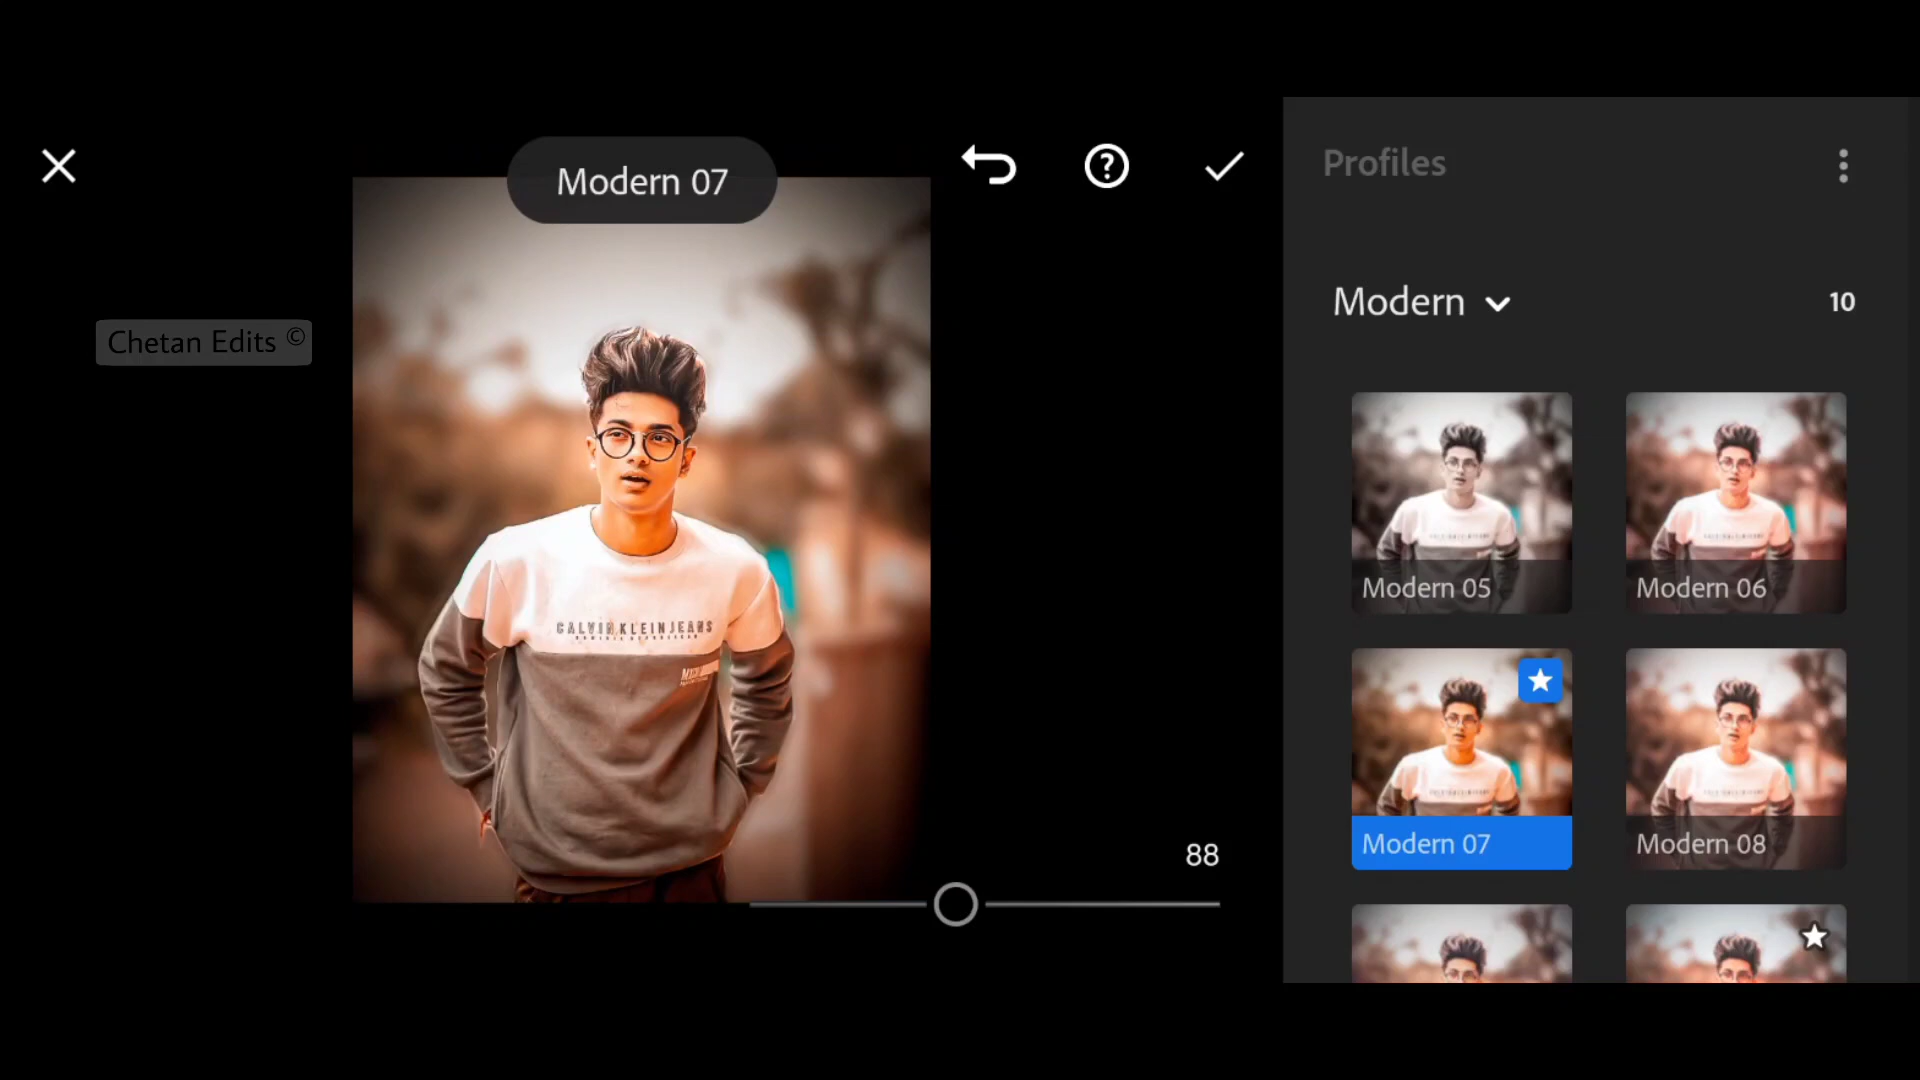 Modern 07
Profiles
Modern
10
Chetan Edits ©
Modern 05
Modern 06
CALVIN KLEIN JEANS
Modern 07
Modern 08
88